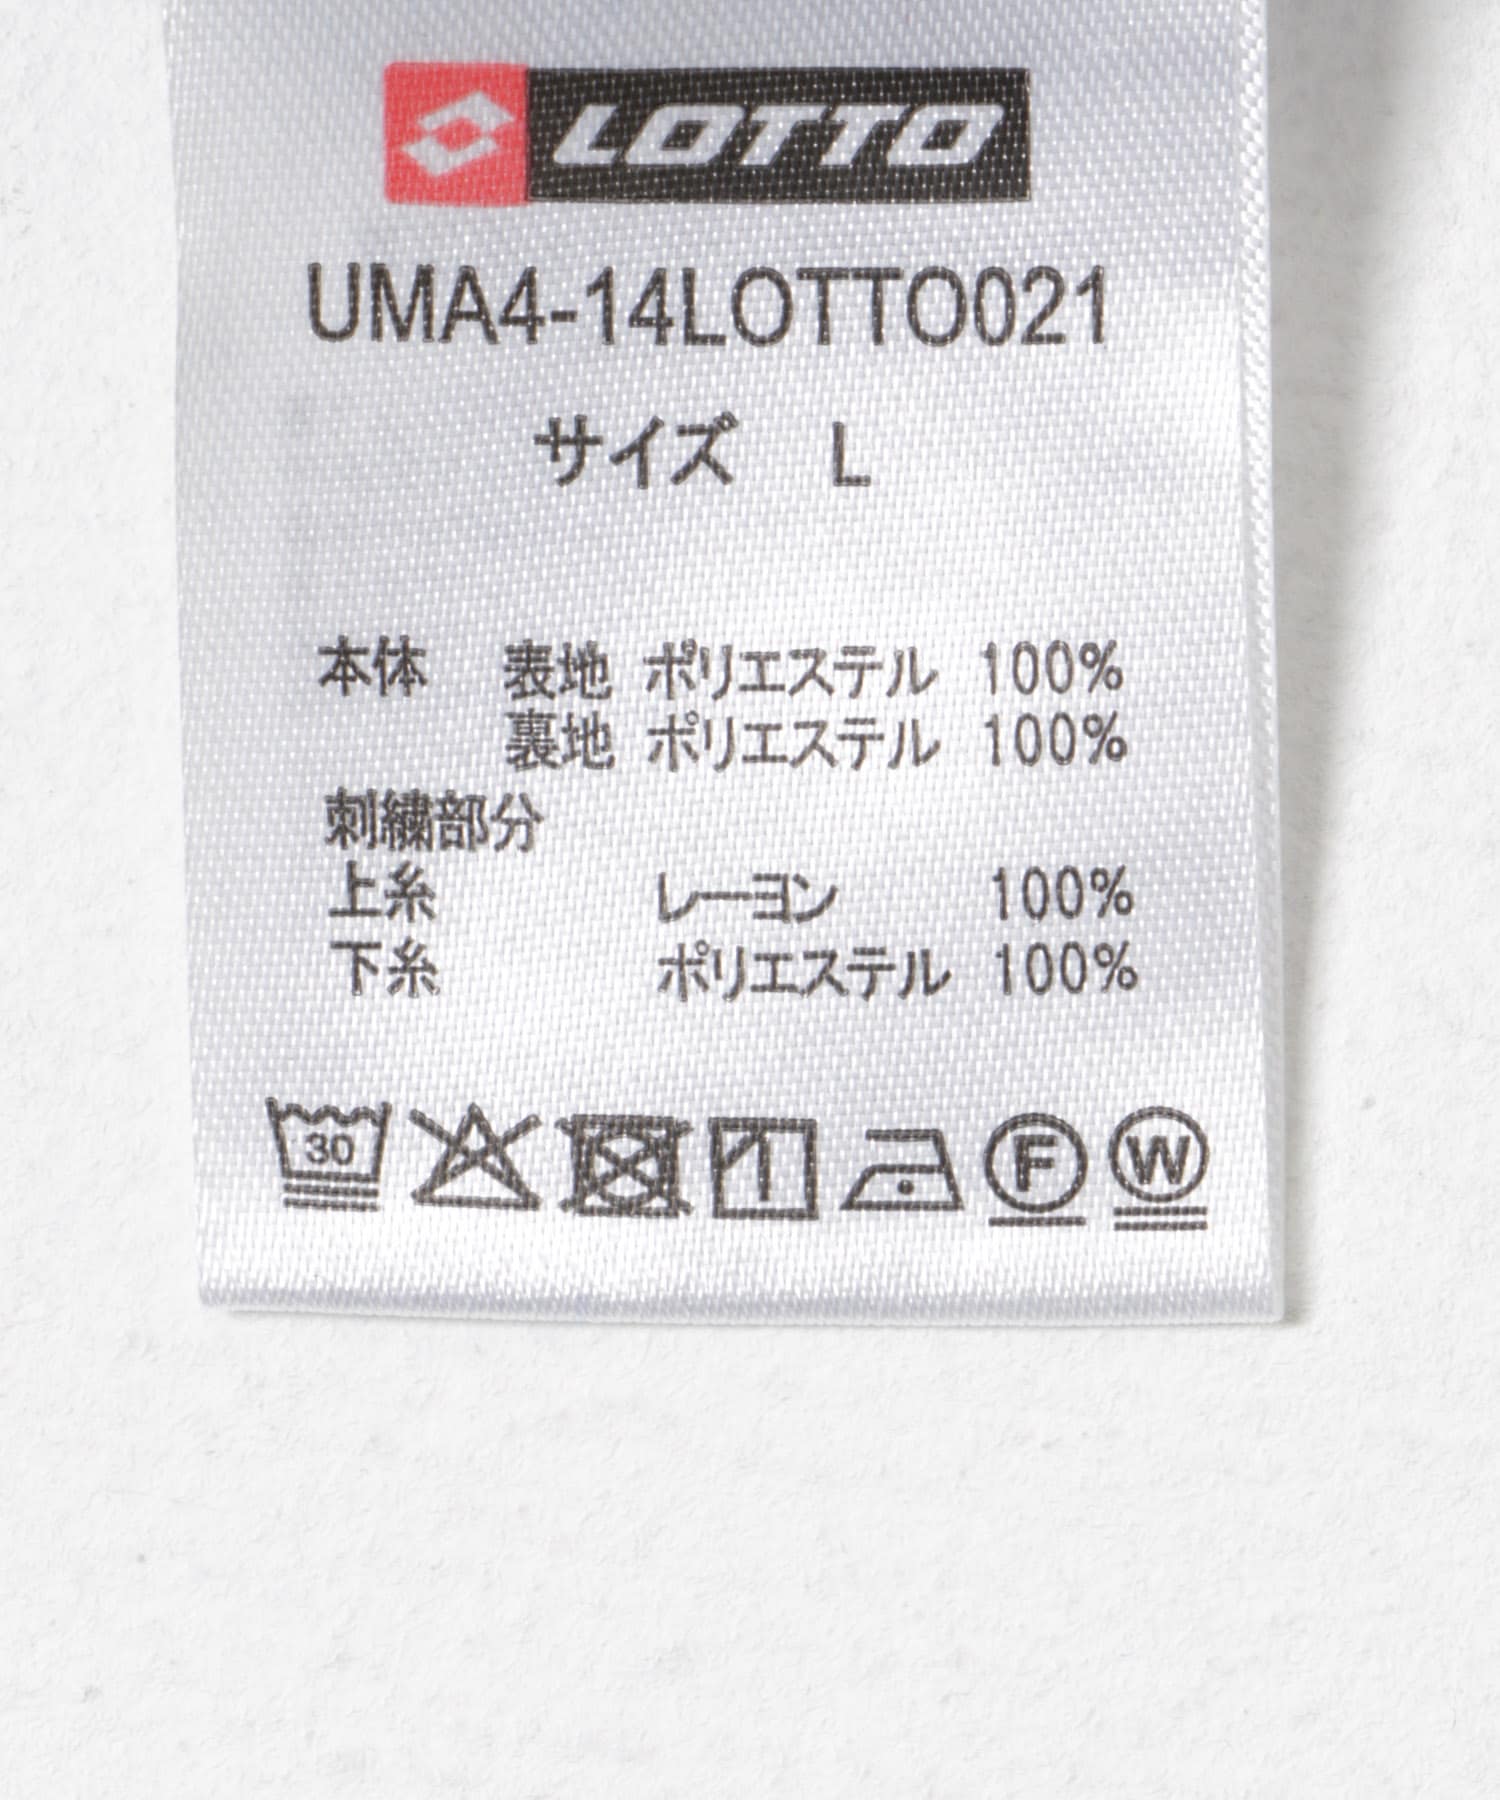 LOTTO
UMA4-14LOTTO021
サイズ L
本体 表地 ポリエステル 100%
裏地 ポリエステル 100%
刺繍部分
上糸 レーヨン 100%
下糸 ポリエステル 100%
30 F W